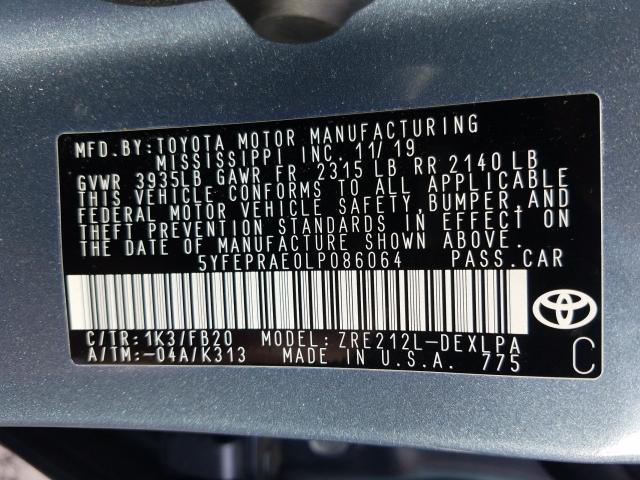 MFD.BY:TOYOTA MOTOR MANUFACTURING
MISSISSIPPI INC. 11/19
GVWR 3935LB GAWR FR 2315 LB RR 2140 LB
THIS VEHICLE CONFORMS TO ALL APPLICABLE
FEDERAL MOTOR VEHICLE SAFETY, BUMPER, AND
THEFT PREVENTION STANDARDS IN EFFECT ON
THE DATE OF MANUFACTURE SHOWN ABOVE.
5YFEPRAE0LP086064 PASS.CAR
C/TR:1K3/FB20 MODEL:ZRE212L-DEXLPA
A/TM:-04A/K313 MADE IN U.S.A. 775
C